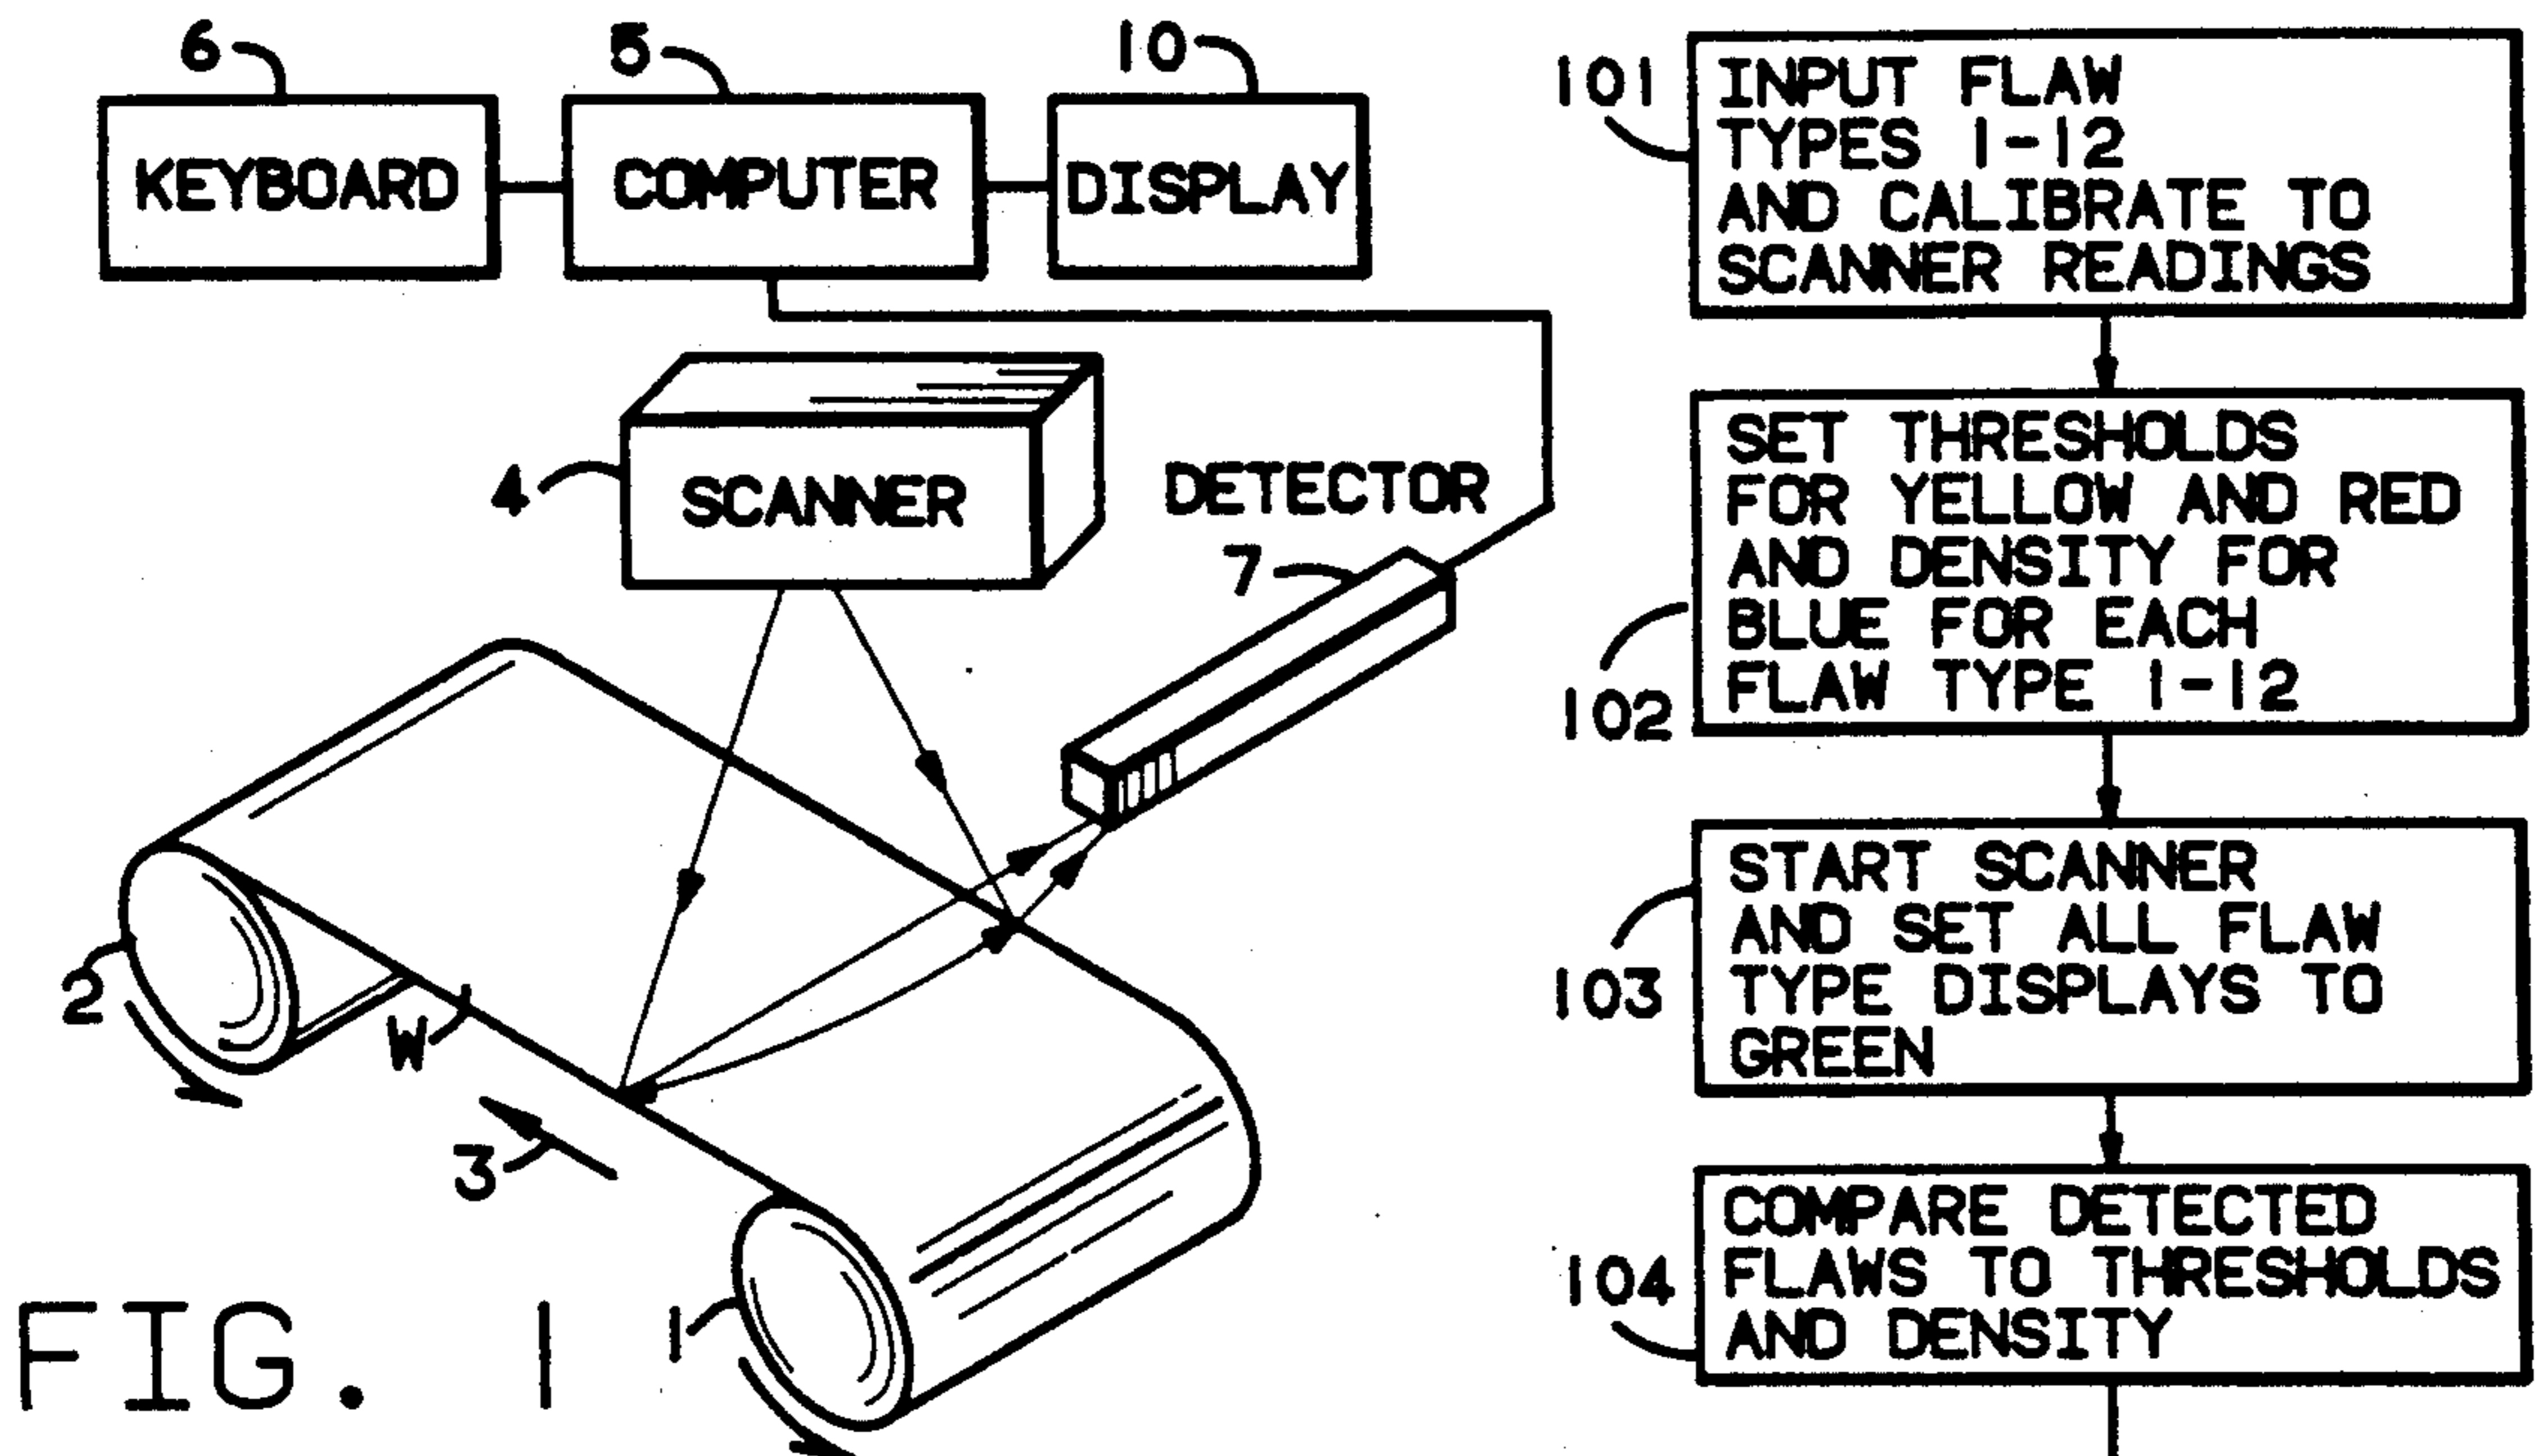 6
5
10
KEYBOARD
COMPUTER
DISPLAY
4
SCANNER
DETECTOR
7
2
W
3
1
FIG. 1
101
INPUT FLAW
TYPES 1-12
AND CALIBRATE TO
SCANNER READINGS
102
SET THRESHOLDS
FOR YELLOW AND RED
AND DENSITY FOR
BLUE FOR EACH
FLAW TYPE 1-12
103
START SCANNER
AND SET ALL FLAW
TYPE DISPLAYS TO
GREEN
104
COMPARE DETECTED
FLAWS TO THRESHOLDS
AND DENSITY